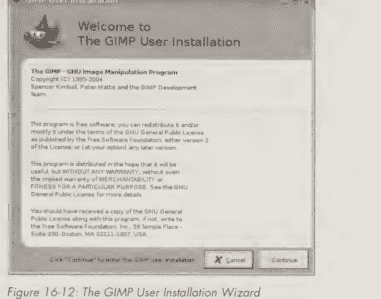 GIMP User Installation
Welcome to
The GIMP User Installation
The GIMP - GNU Image Manipulation Program
Copyright (C) 1995-2004
Spencer Kimball, Peter Mattis and the GIMP Development
Team
This program is free software; you can redistribute it and/or
modify it under the terms of the GNU General Public License
as published by the Free Software Foundation; either version 2
of the License, or (at your option) any later version.
This program is distributed in the hope that it will be
useful, but WITHOUT ANY WARRANTY; without even
the implied warranty of MERCHANTABILITY or
FITNESS FOR A PARTICULAR PURPOSE. See the GNU
General Public License for more details.
You should have received a copy of the GNU General
Public License along with this program; if not, write to
the Free Software Foundation, Inc., 59 Temple Place -
Suite 330, Boston, MA 02111-1307, USA.
Click "Continue" to enter the GIMP user installation.
Cancel
Continue
Figure 16-12: The GIMP User Installation Wizard